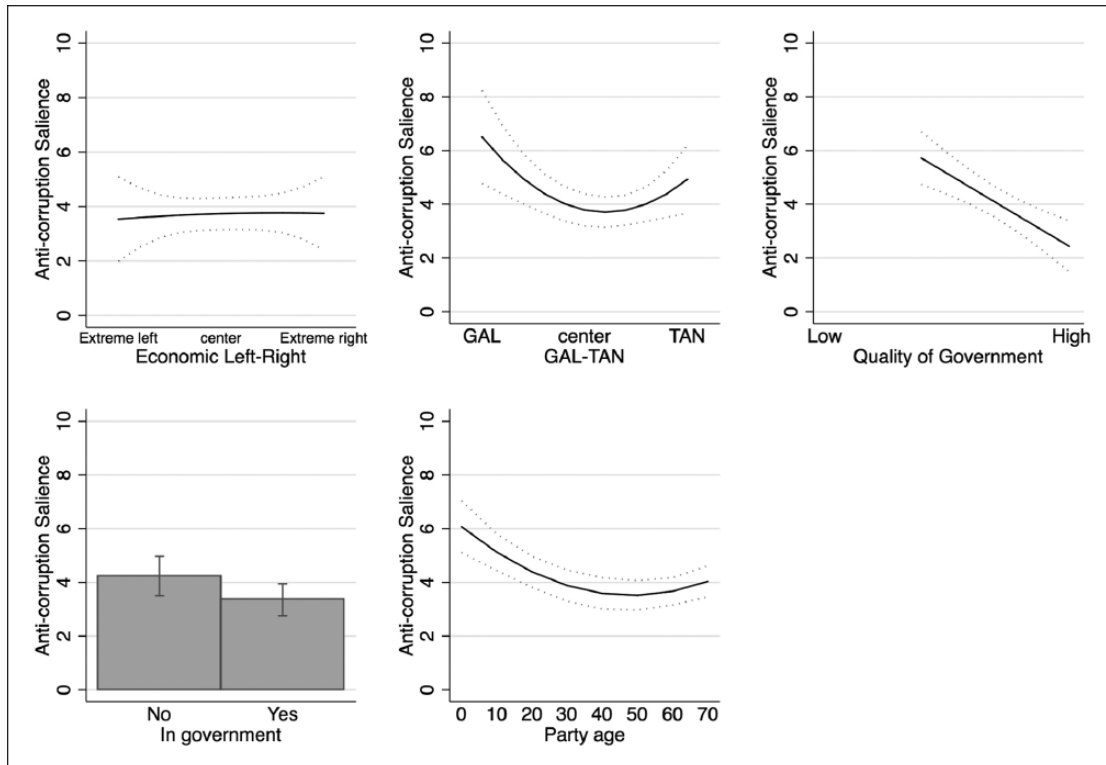 Anti-corruption Salience
10
8
6
4
2
0
Extreme left center Extreme right
Economic Left-Right
Anti-corruption Salience
10
8
6
4
2
0
GAL center TAN
GAL-TAN
Anti-corruption Salience
10
8
6
4
2
0
Low High
Quality of Government
Anti-corruption Salience
10
8
6
4
2
0
No Yes
In government
Anti-corruption Salience
10
8
6
4
2
0
0 10 20 30 40 50 60 70
Party age